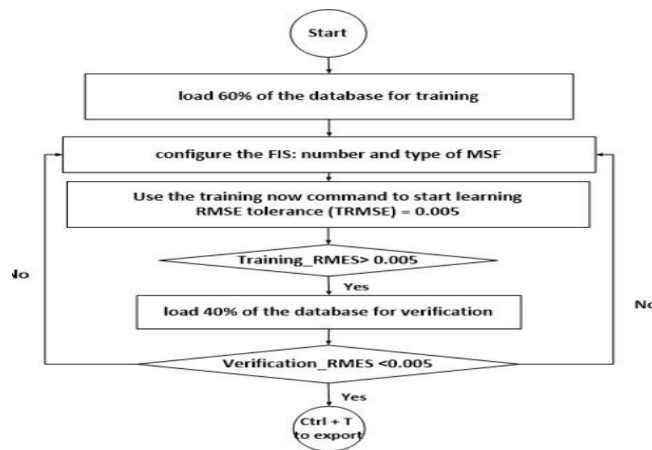 Start
load 60% of the database for training
configure the FIS: number and type of MSF
Use the training now command to start learning
RMSE tolerance (TRMSE) = 0.005
Training_RMES> 0.005
No
Yes
load 40% of the database for verification
No
Verification_RMES <0.005
Yes
Ctrl + T
to export